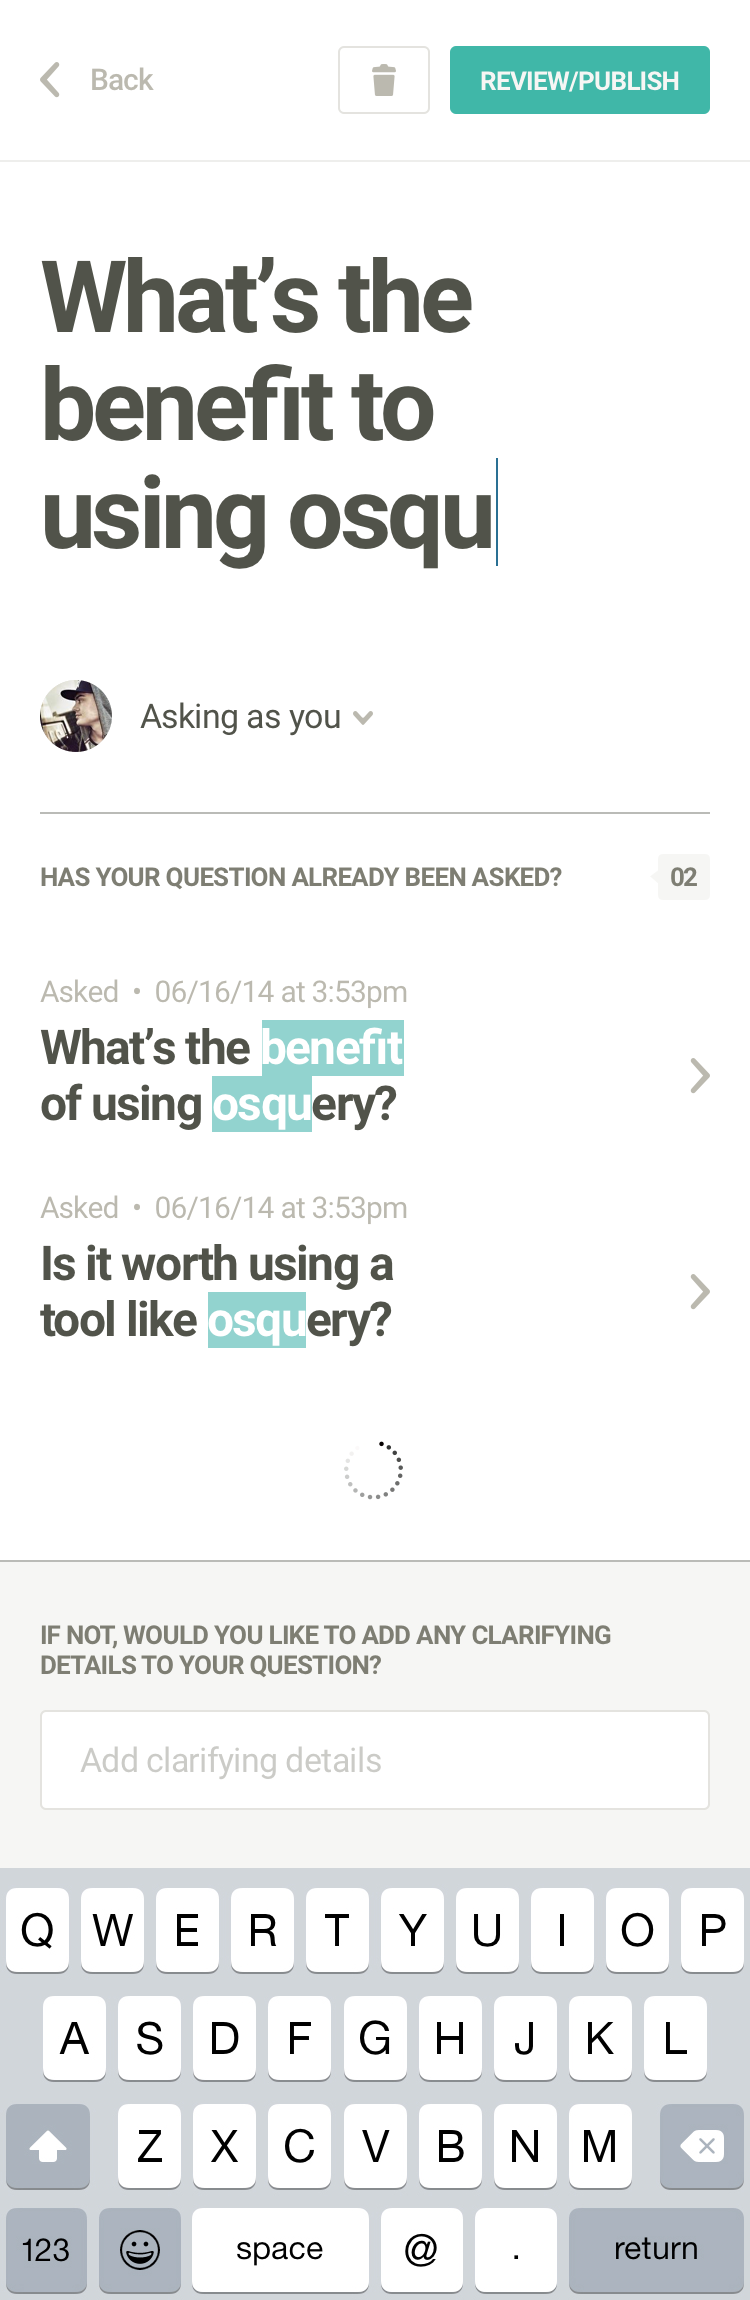 Back
REVIEW/PUBLISH
What’s the
benefit to
using osqu
Asking as you
HAS YOUR QUESTION ALREADY BEEN ASKED?
02
Asked • 06/16/14 at 3:53pm
What’s the benefit
of using osquery?
Asked • 06/16/14 at 3:53pm
Is it worth using a
tool like osquery?
IF NOT, WOULD YOU LIKE TO ADD ANY CLARIFYING
DETAILS TO YOUR QUESTION?
Add clarifying details
Q W E R T Y U I O P
A S D F G H J K L
Z X C V B N M
123 space @ . return